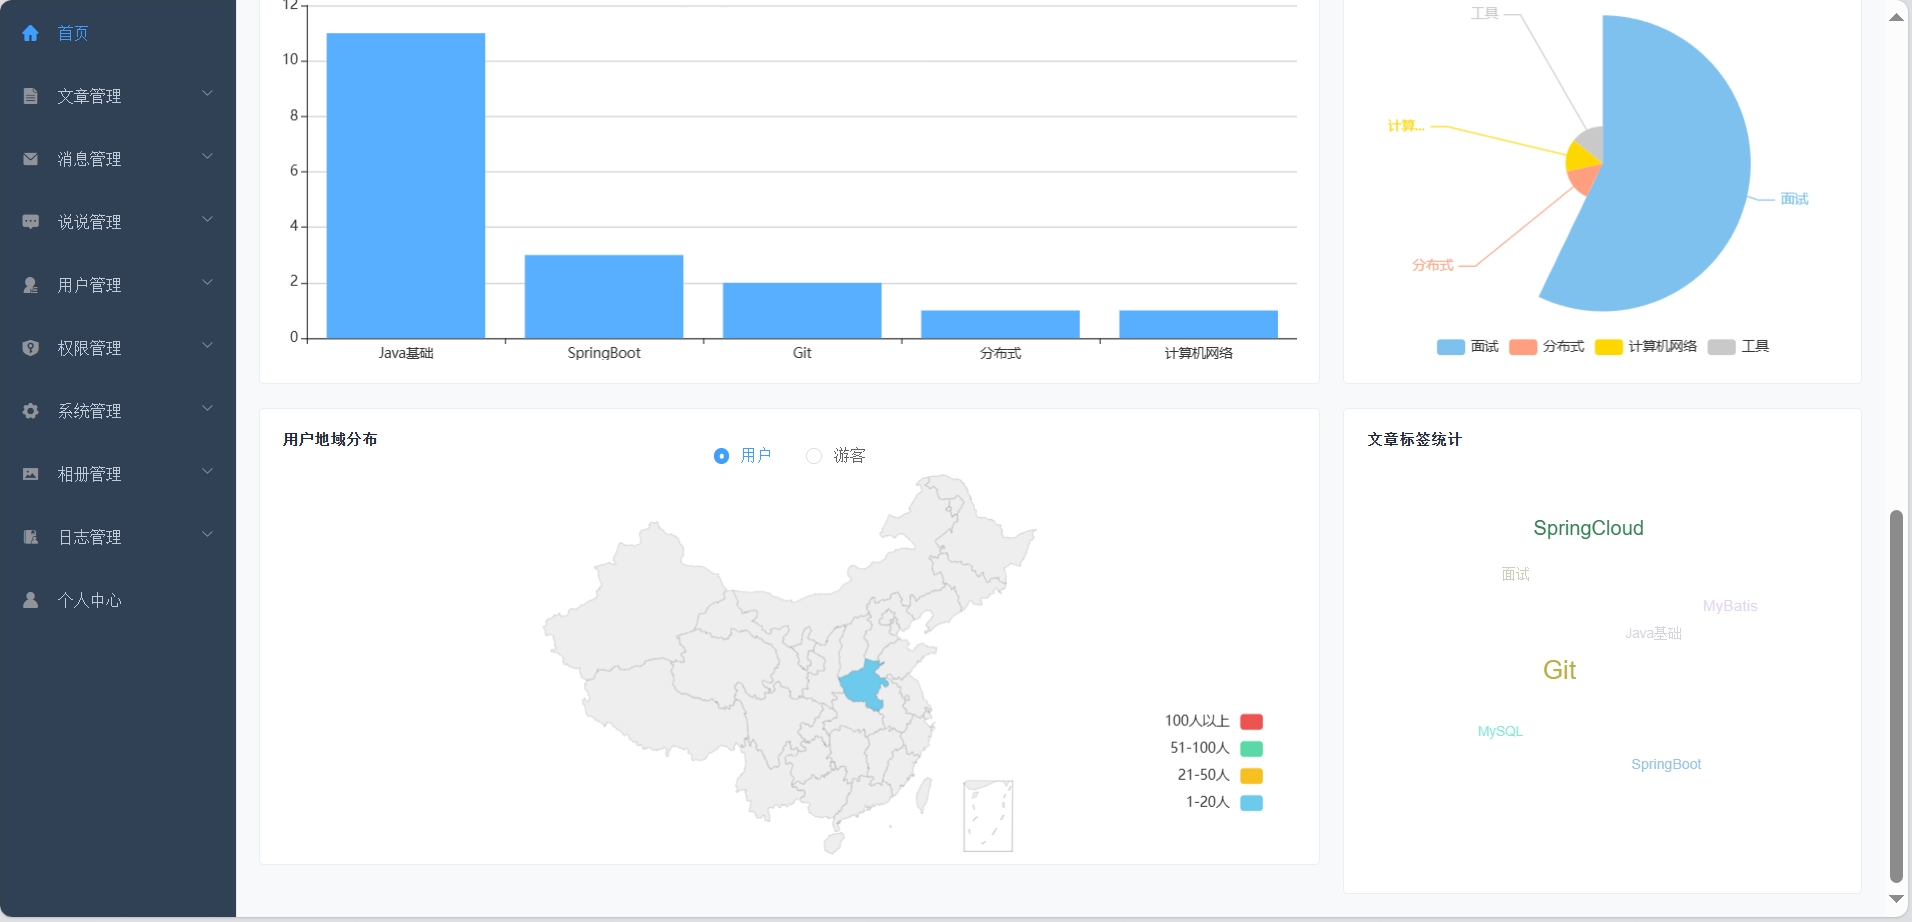 首页
文章管理
消息管理
说说管理
用户管理
权限管理
系统管理
相册管理
日志管理
个人中心
12
10
8
6
4
2
0
Java基础
SpringBoot
Git
分布式
计算机网络
工具
计算...
面试
分布式
面试
分布式
计算机网络
工具
用户地域分布
用户
游客
100人以上
51-100人
21-50人
1-20人
文章标签统计
SpringCloud
面试
MyBatis
Java基础
Git
MySQL
SpringBoot